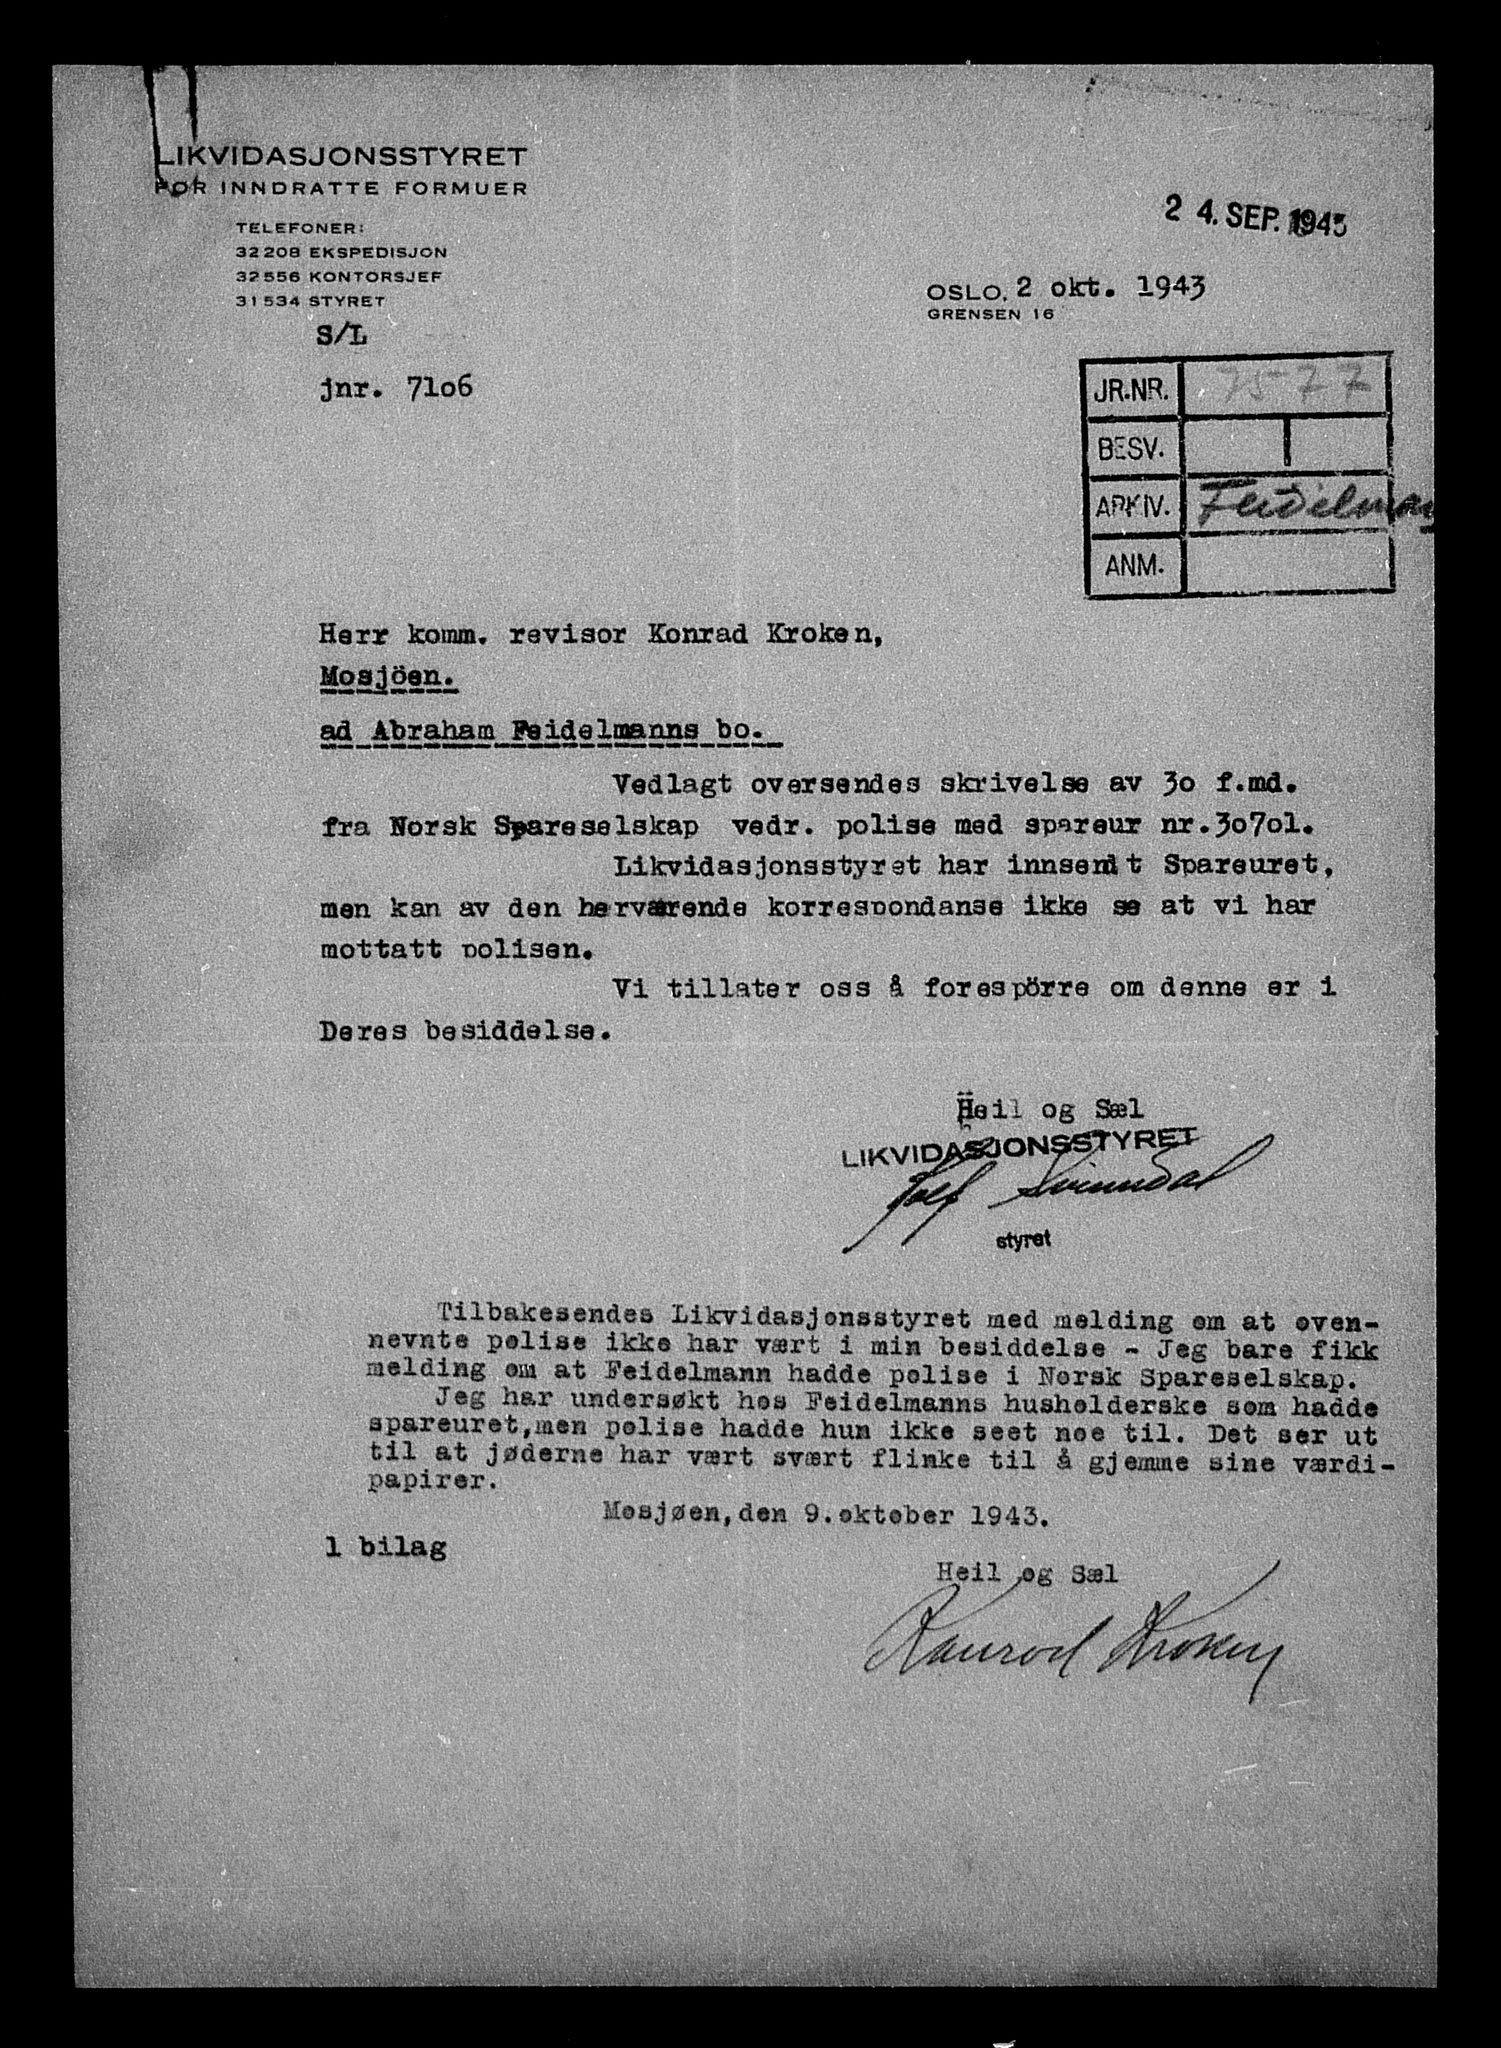 LIKVIDASJONSSTYRET
FOR INNDRATTE FORMUER
TELEFONER:
32208 EKSPEDISJON
32556 KONTORSJEF
31534 STYRET
S/L
jnr. 71o6
2 4. SEP. 1945
OSLO, 2 okt. 1943
GRENSEN 16
JR.NR. 7577
BESV.
ARKIV. Feidelmann
ANM.
Herr komm. revisor Konrad Kroken,
Mosjöen.
ad Abraham Feidelmanns bo.
Vedlagt oversendes skrivelse av 3o f.md.
fra Norsk Spareselskap vedr. polise med spareur nr.3o7ol.
Likvidasjonsstyret har innsendt Spareuret,
men kan av den herværende korrespondanse ikke se at vi har
mottatt polisen.
Vi tillater oss å forespörre om denne er i
Deres besiddelse.
Heil og Sæl
LIKVIDASJONSSTYRET
Rolf Svinndal
styret
Tilbakesendes Likvidasjonsstyret med melding om at oven-
nevnte polise ikke har vært i min besiddelse - Jeg bare fikk
melding om at Feidelmann hadde polise i Norsk Spareselskap.
Jeg har undersøkt hos Feidelmanns husholderske som hadde
spareuret,men polise hadde hun ikke seet noe til. Det ser ut
til at jøderne har vært svært flinke til å gjemme sine værdi-
papirer.
Mosjøen,den 9.oktober 1943.
1 bilag
Heil og Sæl
Konrad Kroken